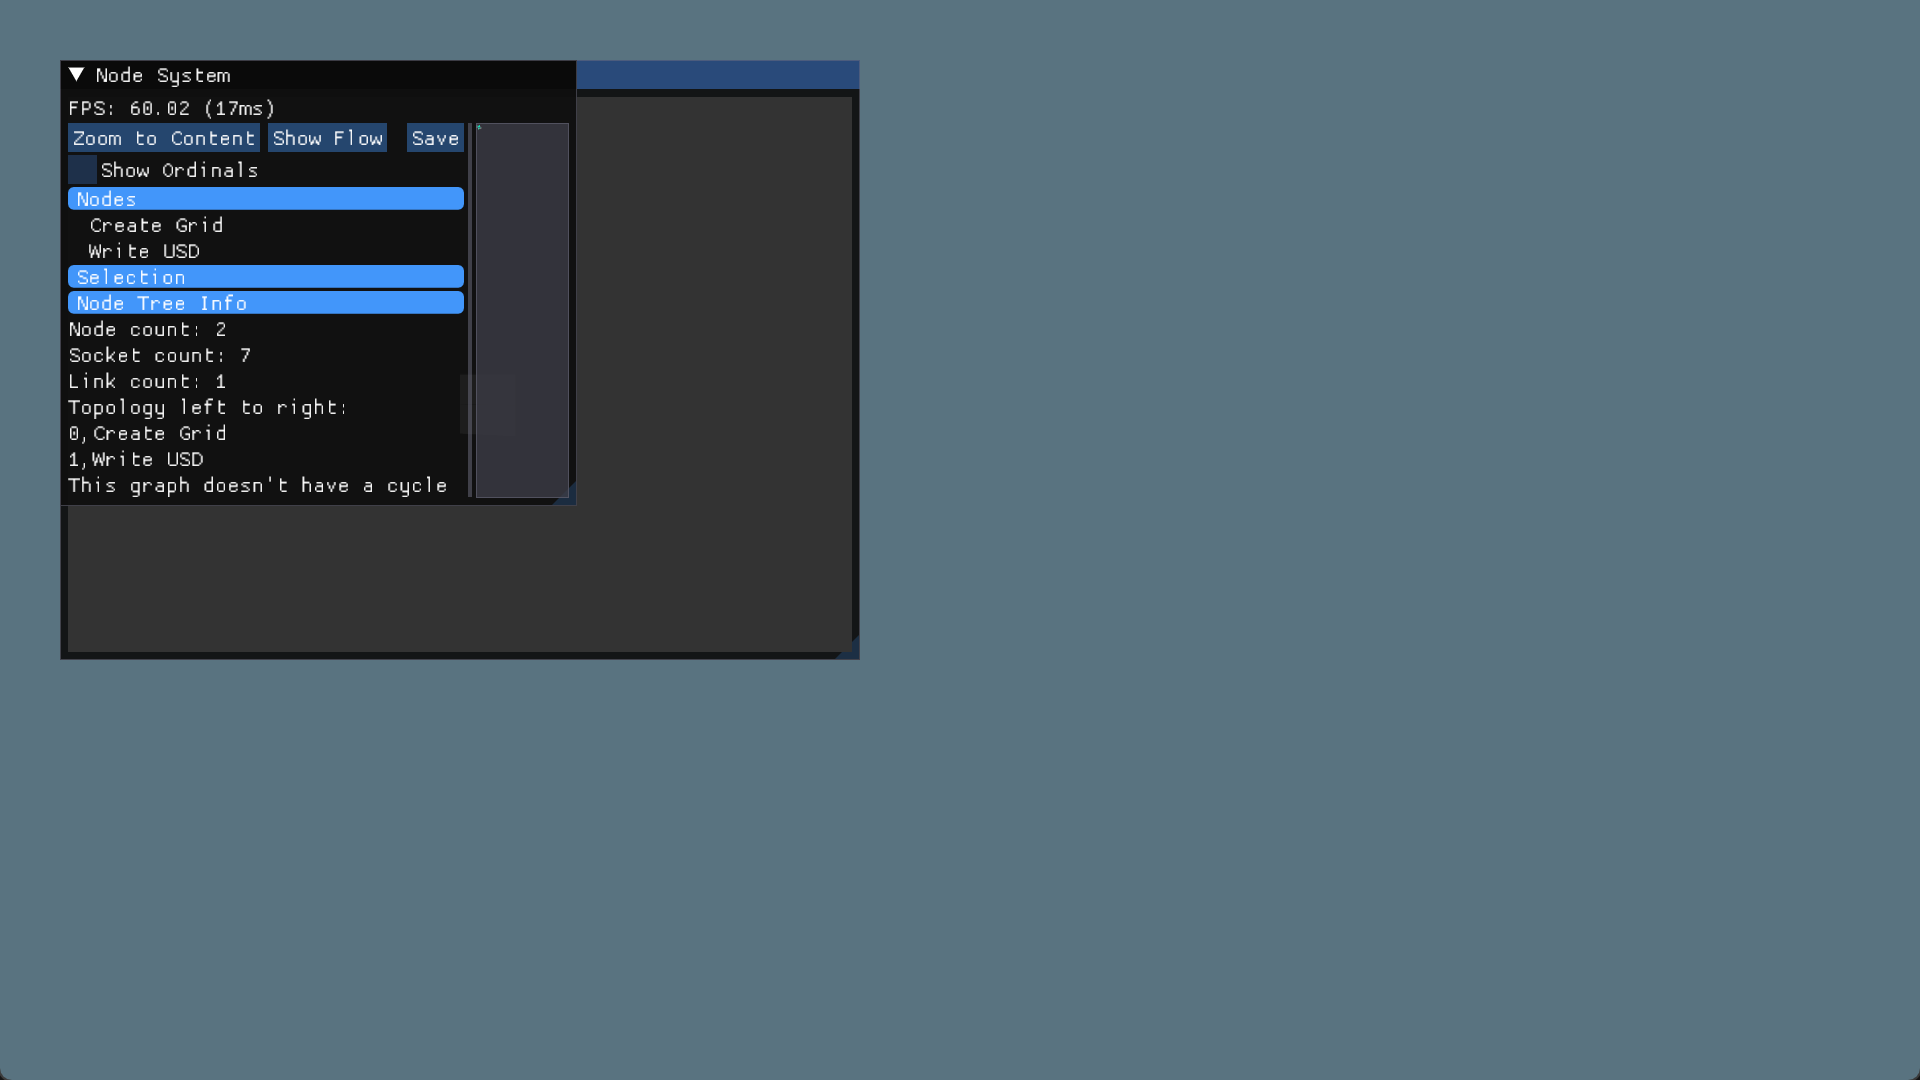 Node System
FPS: 60.02 (17ms)
Zoom to Content Show Flow Save
Show Ordinals
Nodes
Create Grid
Write USD
Selection
Node Tree Info
Node count: 2
Socket count: 7
Link count: 1
Topology left to right:
0,Create Grid
1,Write USD
This graph doesn't have a cycle